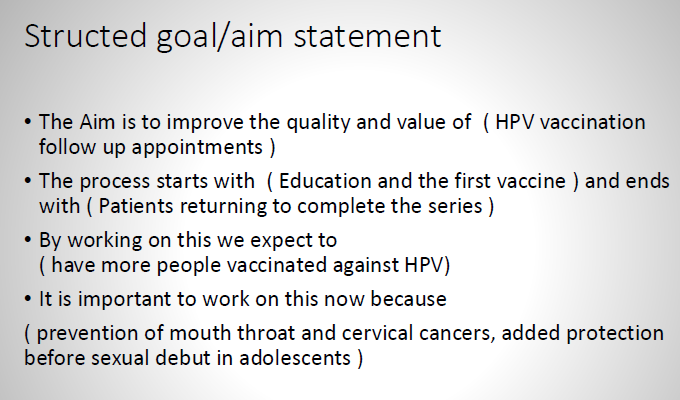 Structed goal/aim statement
• The Aim is to improve the quality and value of ( HPV vaccination
follow up appointments )
• The process starts with ( Education and the first vaccine ) and ends
with ( Patients returning to complete the series )
• By working on this we expect to
( have more people vaccinated against HPV)
• It is important to work on this now because
( prevention of mouth throat and cervical cancers, added protection
before sexual debut in adolescents )